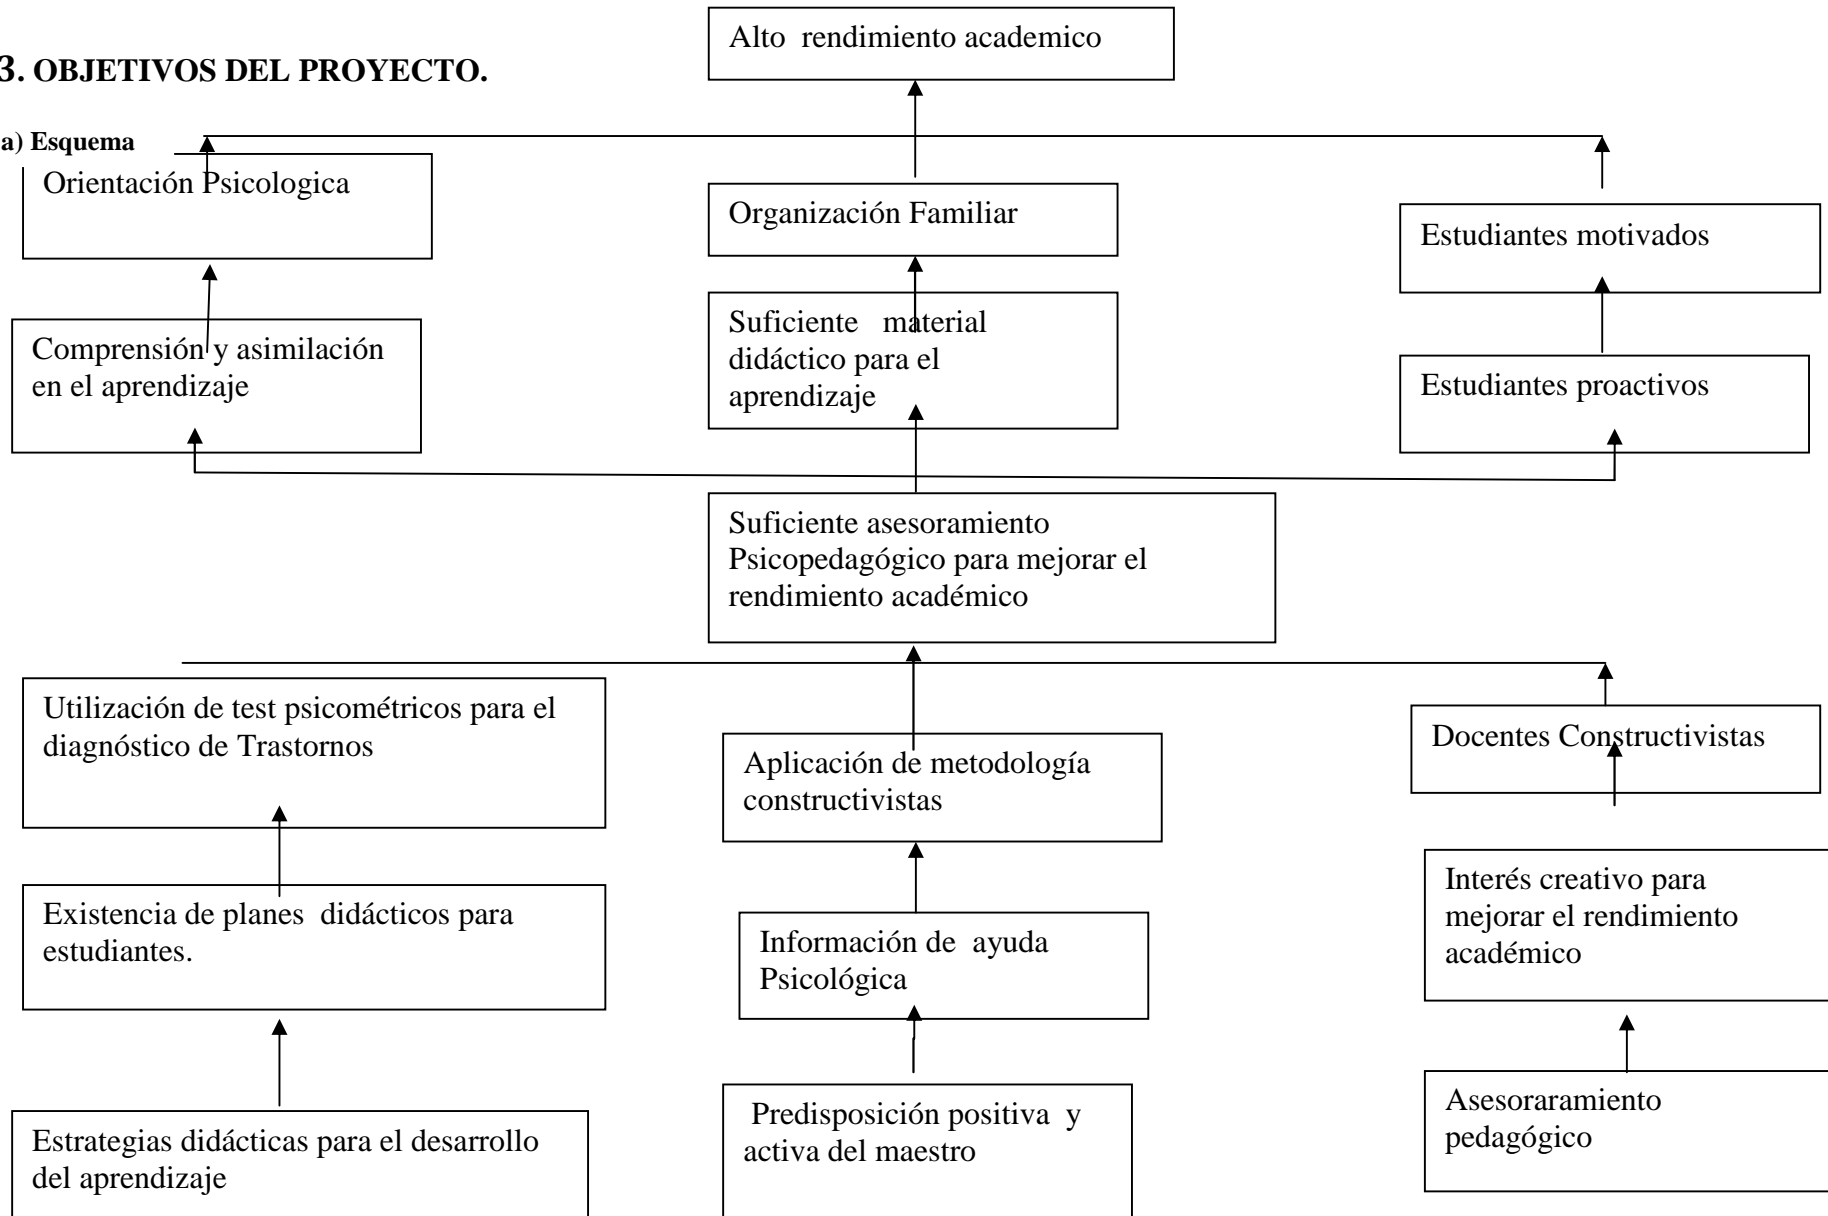 Alto rendimiento academico
3. OBJETIVOS DEL PROYECTO.
a) Esquema
Orientación Psicologica
Organización Familiar
Estudiantes motivados
Comprensión y asimilación
en el aprendizaje
Suficiente material
didáctico para el
aprendizaje
Estudiantes proactivos
Suficiente asesoramiento
Psicopedagógico para mejorar el
rendimiento académico
Utilización de test psicométricos para el
diagnóstico de Trastornos
Aplicación de metodología
constructivistas
Docentes Constructivistas
Existencia de planes didácticos para
estudiantes.
Información de ayuda
Psicológica
Interés creativo para
mejorar el rendimiento
académico
Estrategias didácticas para el desarrollo
del aprendizaje
Predisposición positiva y
activa del maestro
Asesoraramiento
pedagógico